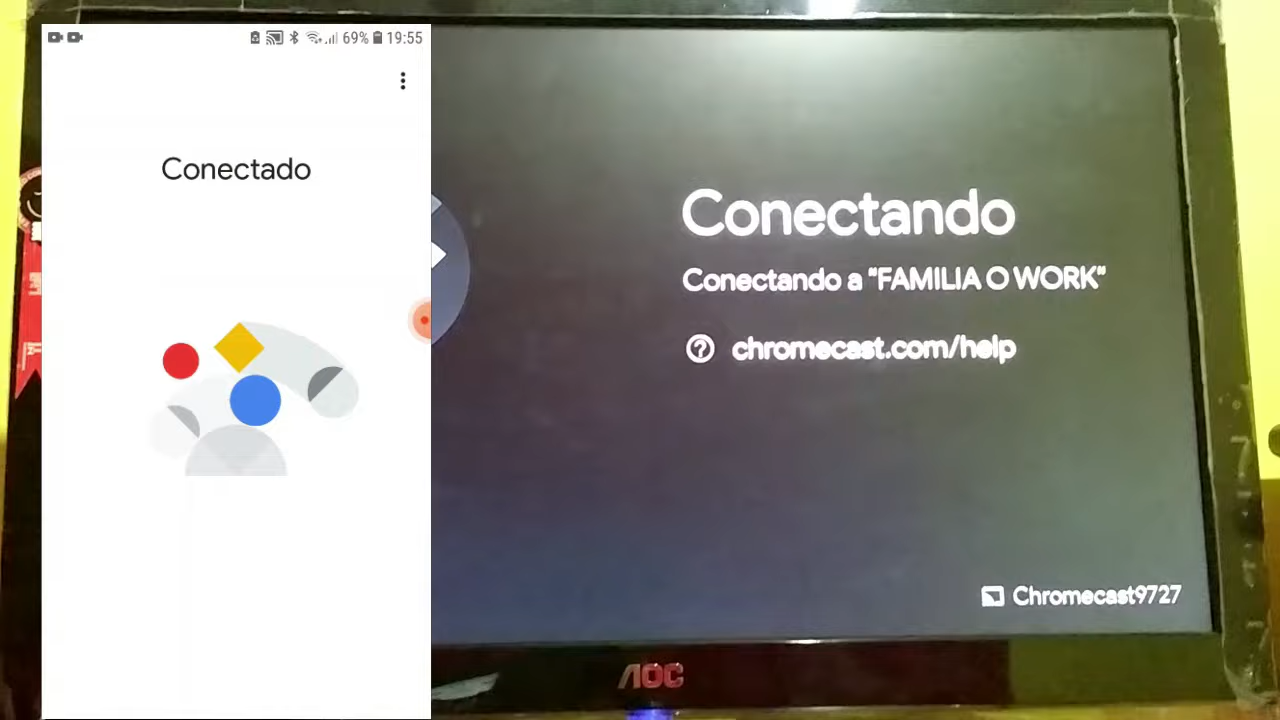 69% 19:55
Conectado
Conectando
Conectando a "FAMILIA O WORK"
chromecast.com/help
Chromecast9727
AOC